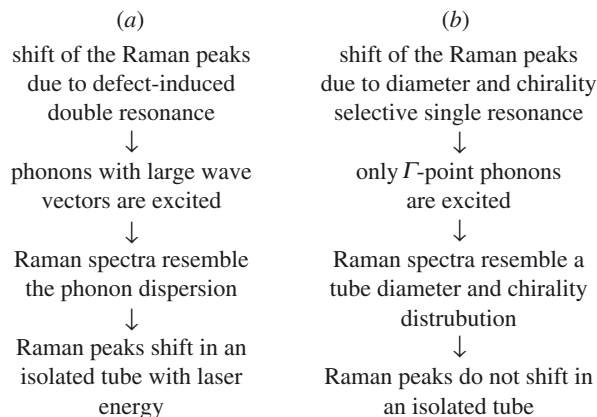 (a)
shift of the Raman peaks
due to defect-induced
double resonance
↓
phonons with large wave
vectors are excited
↓
Raman spectra resemble
the phonon dispersion
↓
Raman peaks shift in an
isolated tube with laser
energy
(b)
shift of the Raman peaks
due to diameter and chirality
selective single resonance
↓
only Γ-point phonons
are excited
↓
Raman spectra resemble a
tube diameter and chirality
distrubution
↓
Raman peaks do not shift in
an isolated tube